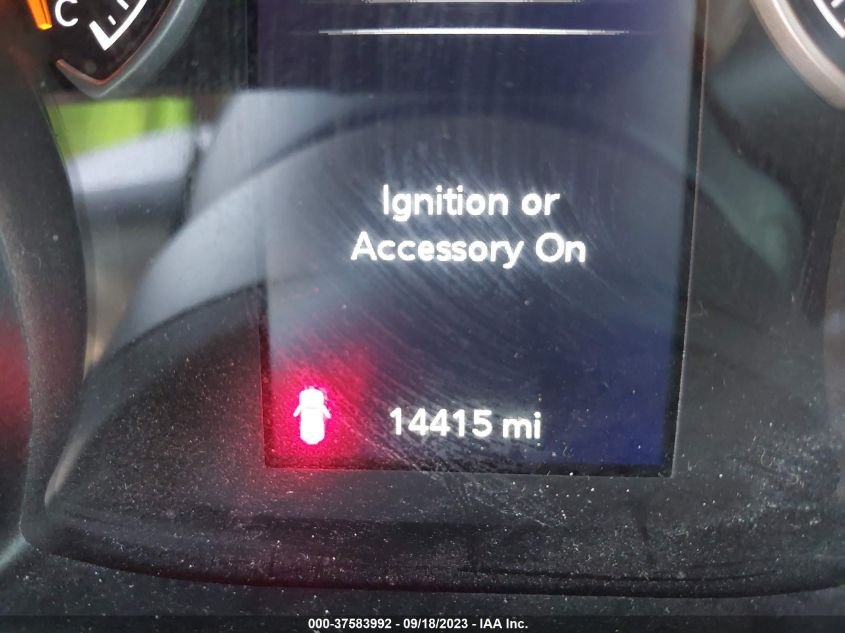 C
Ignition or
Accessory On
14415 mi
000-37583992 - 09/18/2023 - IAA Inc.